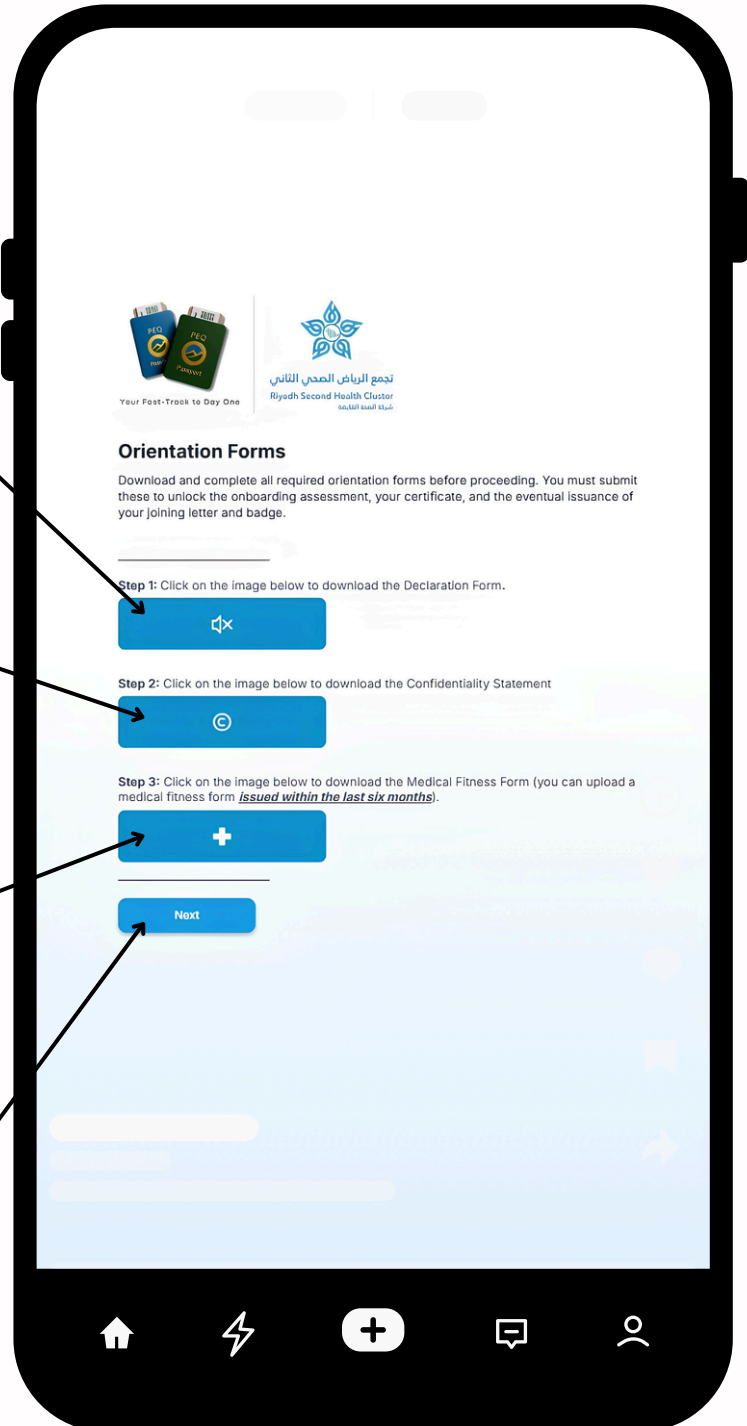 PEQ
PEQ
Passport
Your Fast-Track to Day One
تجمع الرياض الصحي الثاني
Riyadh Second Health Cluster
شركة الصحة القابضة
Orientation Forms
Download and complete all required orientation forms before proceeding. You must submit
these to unlock the onboarding assessment, your certificate, and the eventual issuance of
your joining letter and badge.
Step 1: Click on the image below to download the Declaration Form.
Step 2: Click on the image below to download the Confidentiality Statement
©
Step 3: Click on the image below to download the Medical Fitness Form (you can upload a
medical fitness form issued within the last six months).
Next